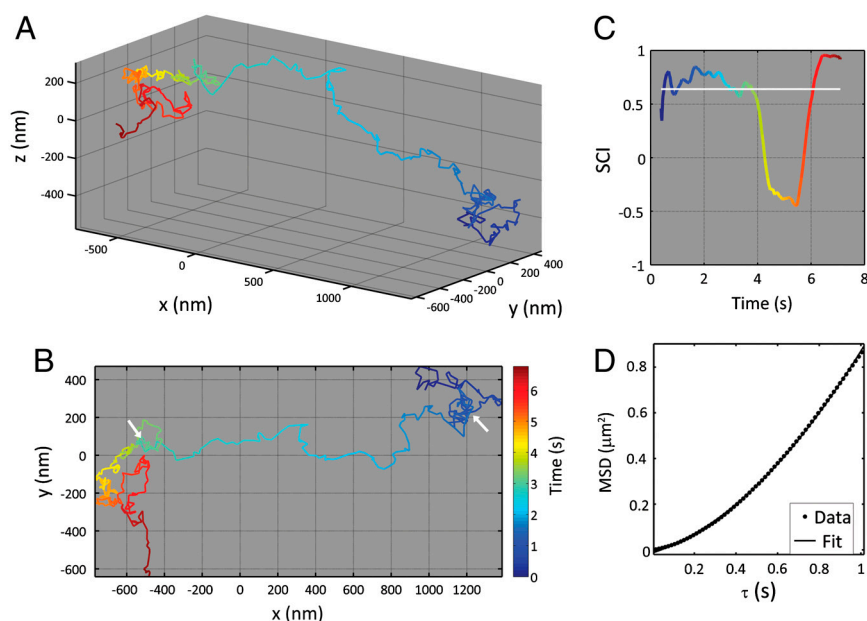 A
200
0
-200
-400
z (nm)
-500
0
500
1000
x (nm)
-600
-400
-200
0
200
400
y (nm)
B
400
200
0
-200
-400
-600
y (nm)
-600 -400 -200 0 200 400 600 800 1000 1200
x (nm)
6
5
4
3
2
1
0
Time (s)
C
1
0.5
0
-0.5
-1
SCI
0 2 4 6 8
Time (s)
D
0.8
0.6
0.4
0.2
0
MSD (μm²)
0.2 0.4 0.6 0.8 1
τ (s)
Data
Fit